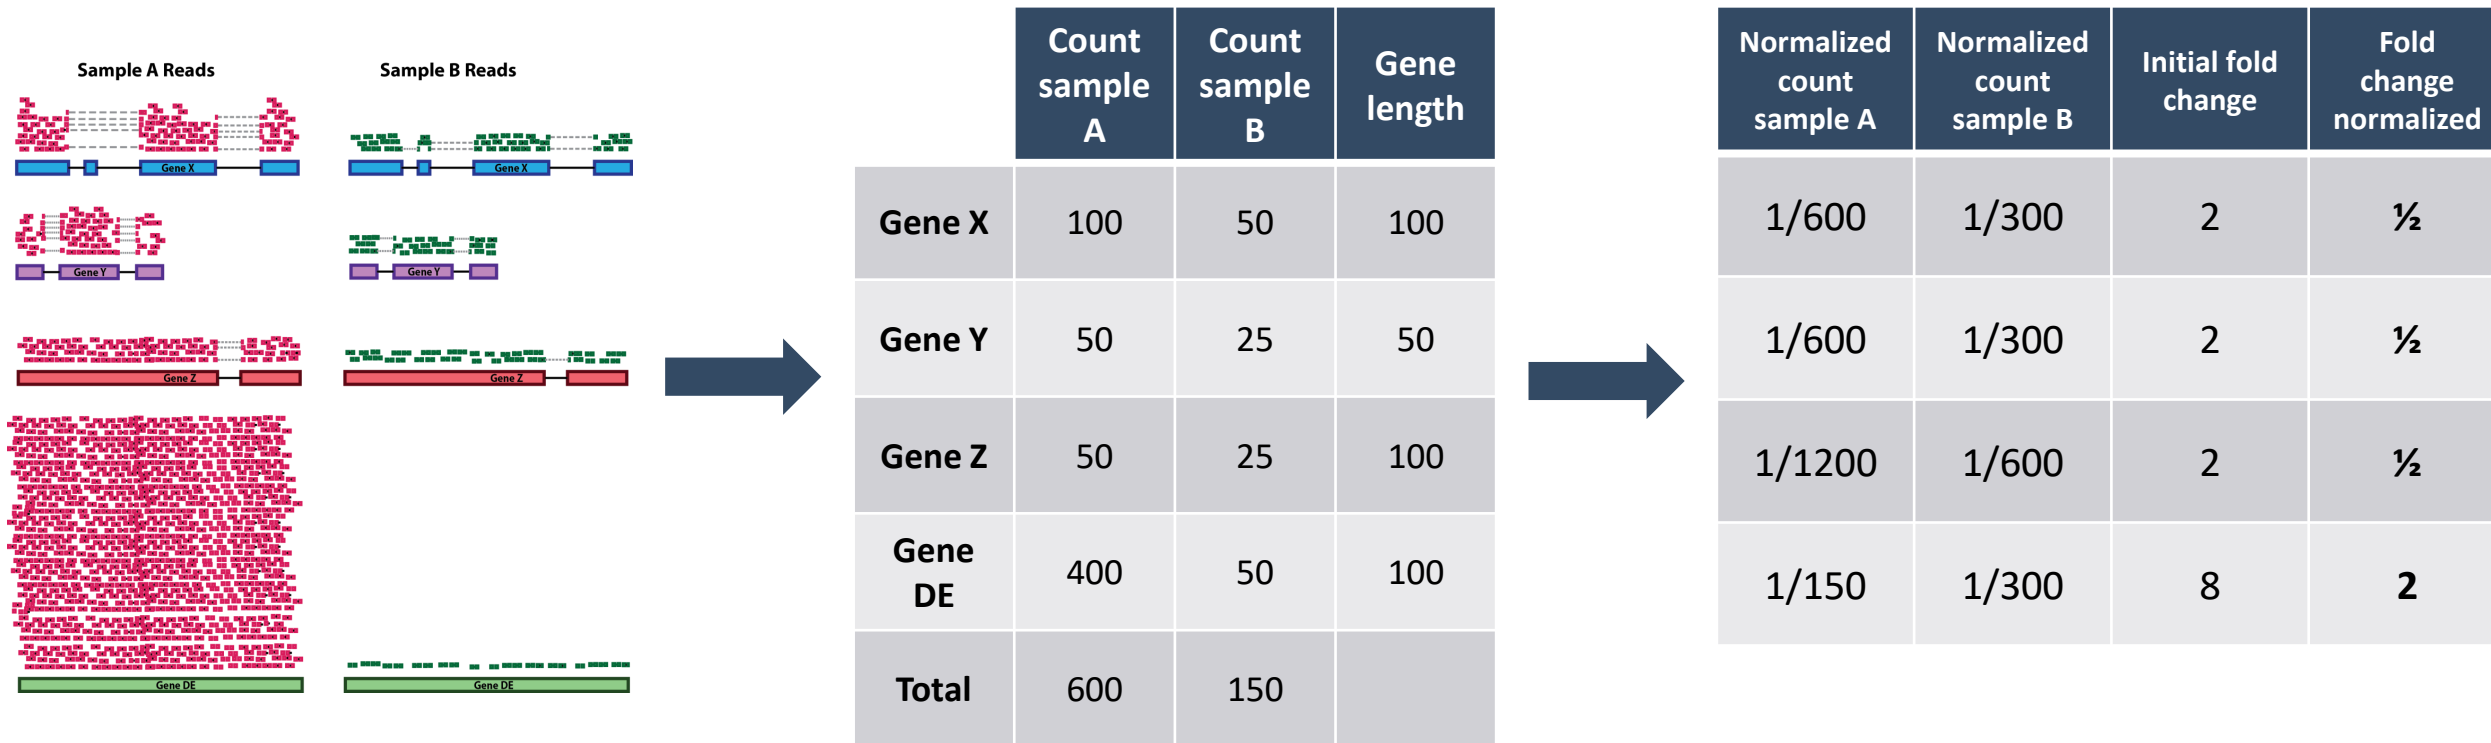 Sample A Reads
Sample B Reads
Gene X
Gene X
Gene Y
Gene Y
Gene Z
Gene Z
Gene DE
Gene DE
Count sample A
Count sample B
Gene length
Gene X 100 50 100
Gene Y 50 25 50
Gene Z 50 25 100
Gene DE 400 50 100
Total 600 150
Normalized count sample A
Normalized count sample B
Initial fold change
Fold change normalized
1/600 1/300 2 ½
1/600 1/300 2 ½
1/1200 1/600 2 ½
1/150 1/300 8 2